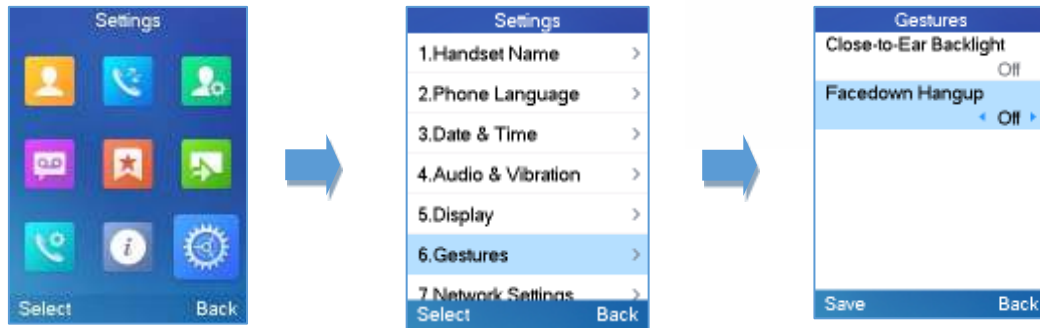 Settings
Select Back
Settings
1.Handset Name
2.Phone Language
3.Date & Time
4.Audio & Vibration
5.Display
6.Gestures
7.Network Settings
Select Back
Gestures
Close-to-Ear Backlight
Off
Facedown Hangup
Off
Save Back